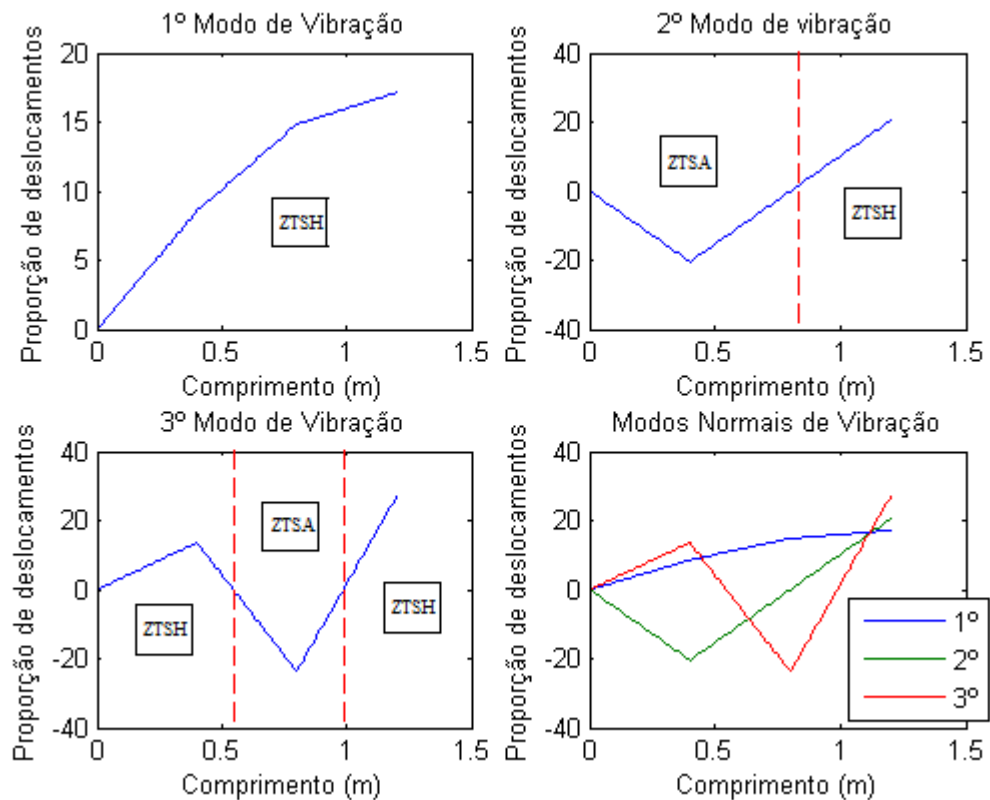 1º Modo de Vibração
Proporção de deslocamentos
20
15
10
5
0
ZTSH
0
0.5
1
1.5
Comprimento (m)
2º Modo de vibração
Proporção de deslocamentos
40
20
0
-20
-40
ZTSA
ZTSH
0
0.5
1
1.5
Comprimento (m)
3º Modo de Vibração
Proporção de deslocamentos
40
20
0
-20
-40
ZTSH
ZTSA
ZTSH
0
0.5
1
1.5
Comprimento (m)
Modos Normais de Vibração
Proporção de deslocamentos
40
20
0
-20
-40
1º
2º
3º
0
0.5
1
1.5
Comprimento (m)